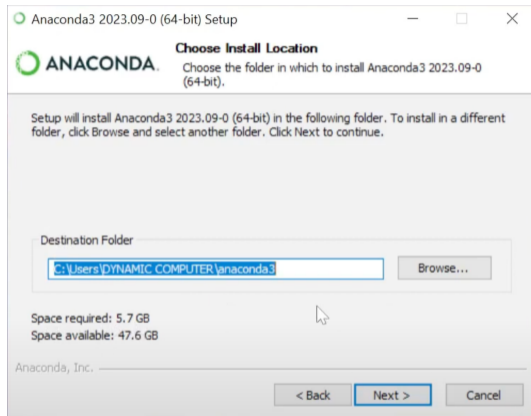 Anaconda3 2023.09-0 (64-bit) Setup
ANACONDA.
Choose Install Location
Choose the folder in which to install Anaconda3 2023.09-0
(64-bit).
Setup will install Anaconda3 2023.09-0 (64-bit) in the following folder. To install in a different
folder, click Browse and select another folder. Click Next to continue.
Destination Folder
C:\Users\DYNAMIC COMPUTER\anaconda3
Browse...
Space required: 5.7 GB
Space available: 47.6 GB
Anaconda, Inc.
< Back
Next >
Cancel